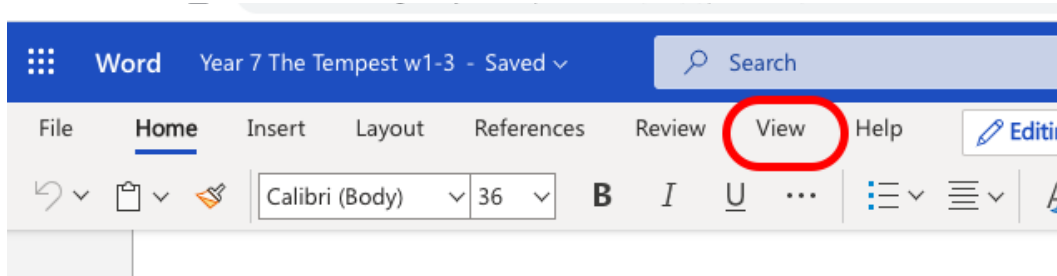 Word Year 7 The Tempest w1-3 - Saved Search
File Home Insert Layout References Review View Help
Calibri (Body) 36 B I U ...